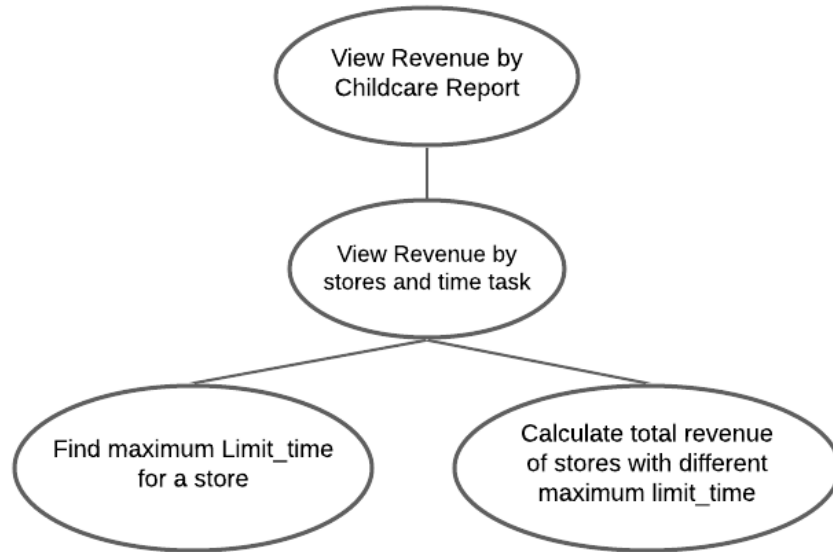 View Revenue by
Childcare Report
View Revenue by
stores and time task
Find maximum Limit_time
for a store
Calculate total revenue
of stores with different
maximum limit_time